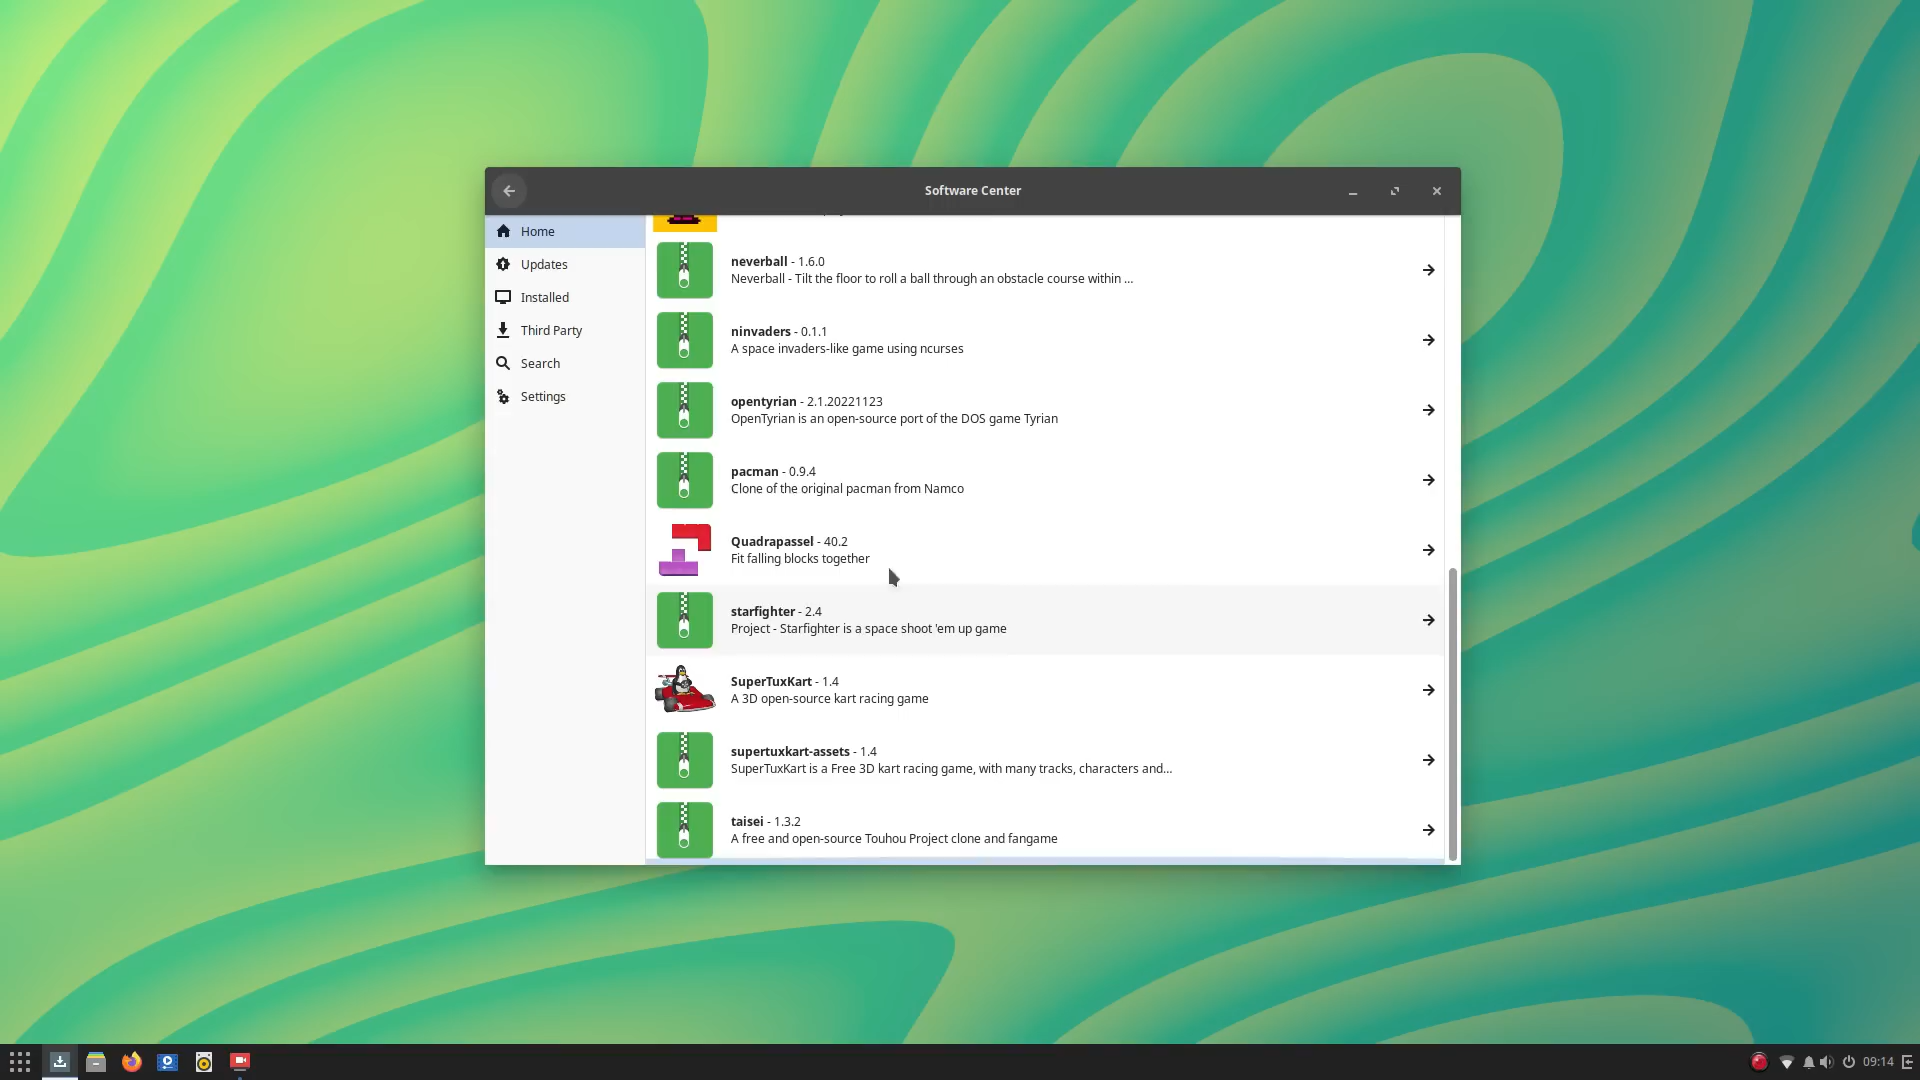 Software Center
Home
Updates
Installed
Third Party
Search
Settings
neverball - 1.6.0
Neverball - Tilt the floor to roll a ball through an obstacle course within ...
ninvaders - 0.1.1
A space invaders-like game using ncurses
opentyrian - 2.1.20221123
OpenTyrian is an open-source port of the DOS game Tyrian
pacman - 0.9.4
Clone of the original pacman from Namco
Quadrapassel - 40.2
Fit falling blocks together
starfighter - 2.4
Project - Starfighter is a space shoot 'em up game
SuperTuxKart - 1.4
A 3D open-source kart racing game
supertuxkart-assets - 1.4
SuperTuxKart is a Free 3D kart racing game, with many tracks, characters and...
taisei - 1.3.2
A free and open-source Touhou Project clone and fangame
09:14